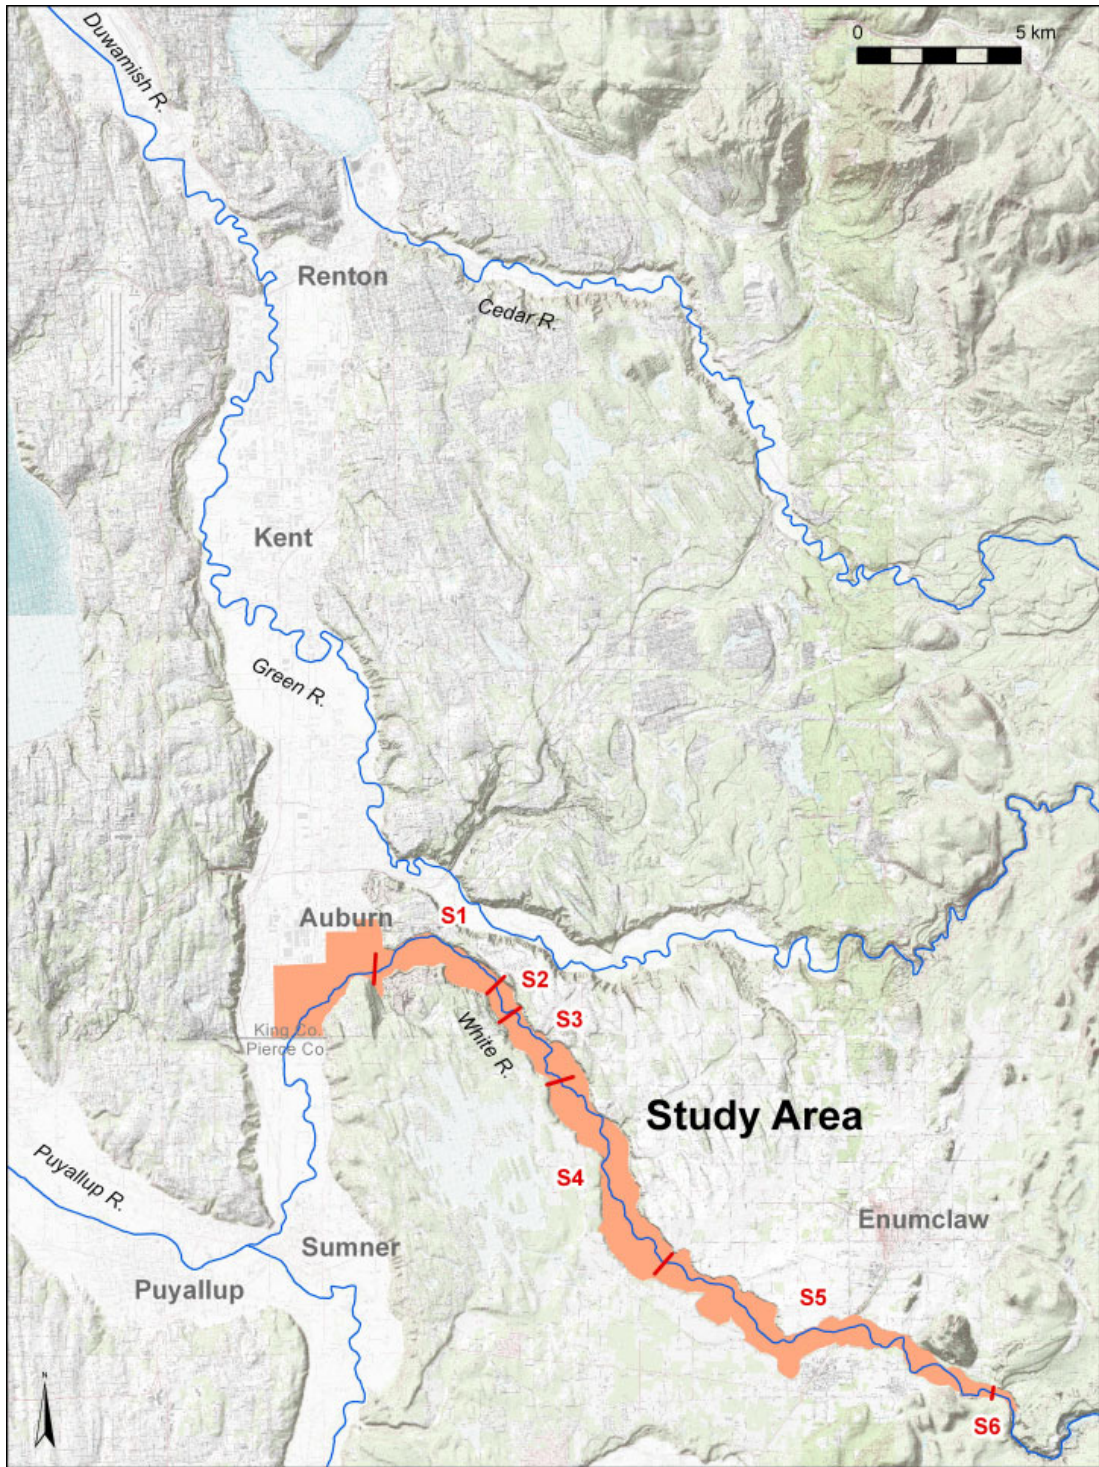 0 5 km
Duwamish R.
Renton
Cedar R.
Kent
Green R.
Auburn
S1
S2
S3
King Co.
Pierce Co.
White R.
Study Area
Puyallup R.
S4
Enumclaw
Sumner
Puyallup
S5
N
S6